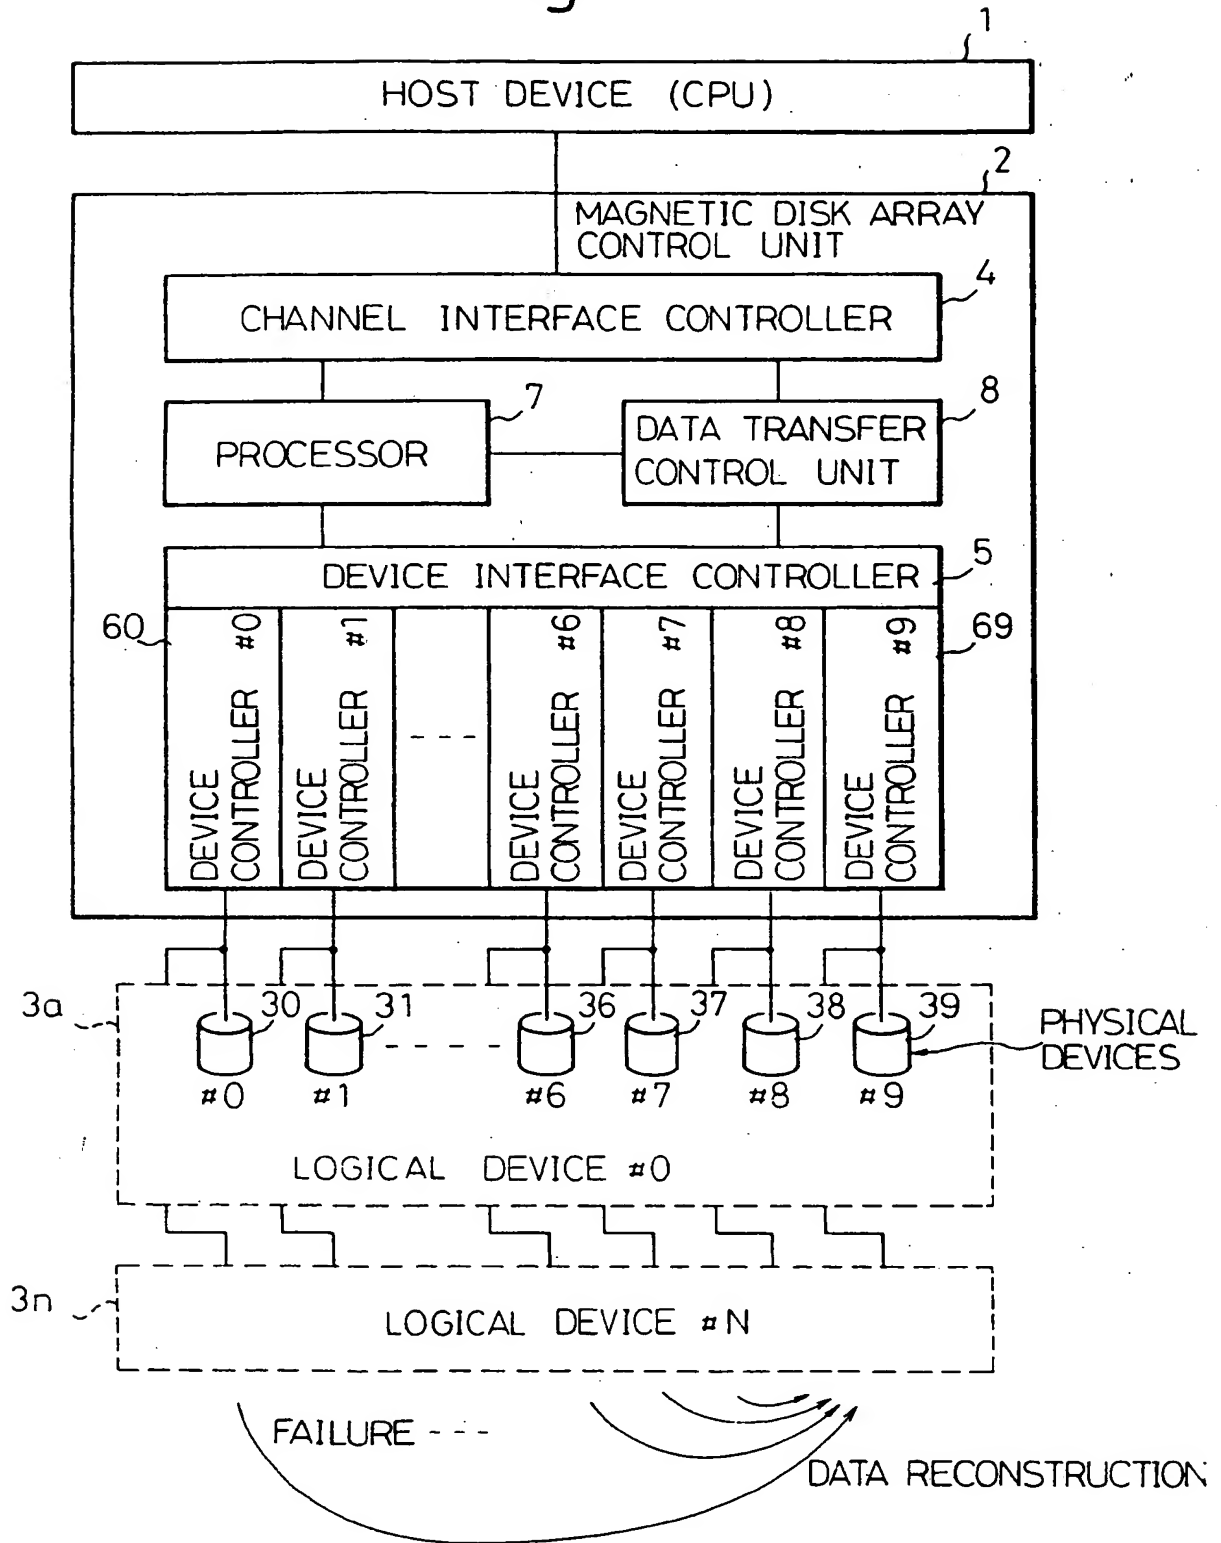 1
HOST DEVICE (CPU)
2
MAGNETIC DISK ARRAY
CONTROL UNIT
4
CHANNEL INTERFACE CONTROLLER
7
8
PROCESSOR
DATA TRANSFER
CONTROL UNIT
5
DEVICE INTERFACE CONTROLLER
60
69
DEVICE
CONTROLLER #0
DEVICE
CONTROLLER #1
----
DEVICE
CONTROLLER #6
DEVICE
CONTROLLER #7
DEVICE
CONTROLLER #8
DEVICE
CONTROLLER #9
3a
30
31
36
37
38
39
PHYSICAL
DEVICES
#0
#1
#6
#7
#8
#9
LOGICAL DEVICE #0
3n
LOGICAL DEVICE #N
FAILURE ---
DATA RECONSTRUCTION